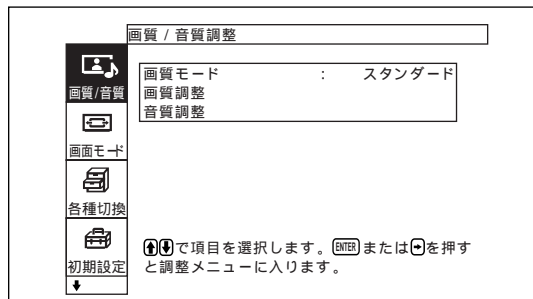 画質 / 音質調整
画質/音質
画質モード : スタンダード
画質調整
音質調整
画面モード
各種切換
初期設定
で項目を選択します。ENTERまたはを押す
と調整メニューに入ります。